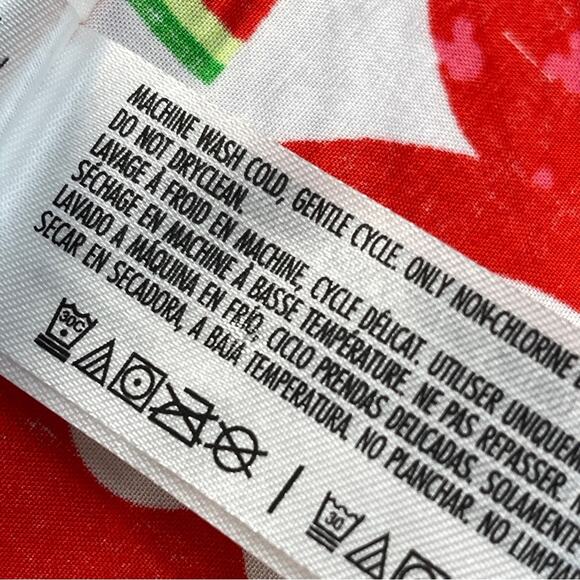 MACHINE WASH COLD, GENTLE CYCLE. ONLY NON-CHLORINE
DO NOT DRYCLEAN.
LAVAGE À FROID EN MACHINE, CYCLE DÉLICAT. UTILISER UNIQUEM
SÉCHAGE EN MACHINE À BASSE TEMPÉRATURE. NE PAS REPASSER.
LAVADO A MÁQUINA EN FRÍO, CICLO PRENDAS DELICADAS, SOLAMENTE
SECAR EN SECADORA, A BAJA TEMPERATURA. NO PLANCHAR. NO LIMPI
30C
30